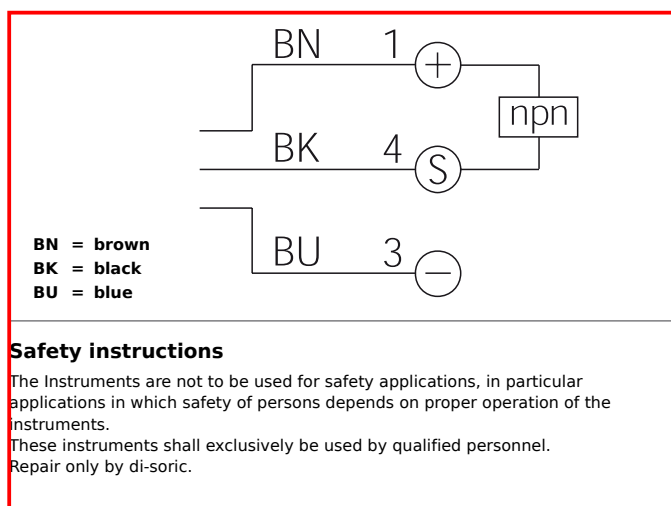 BN 1 +
npn
BK 4 S
BU 3 −
BN = brown
BK = black
BU = blue
Safety instructions
The Instruments are not to be used for safety applications, in particular
applications in which safety of persons depends on proper operation of the
instruments.
These instruments shall exclusively be used by qualified personnel.
Repair only by di-soric.